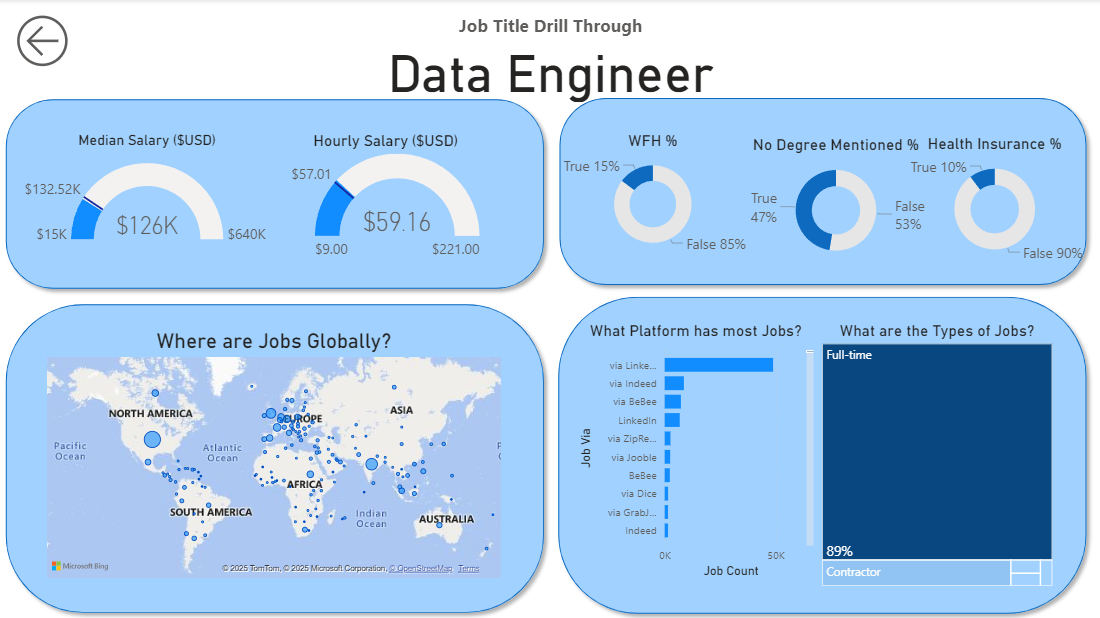 Job Title Drill Through
Data Engineer
Median Salary ($USD)
$132.52K
$15K
$126K
$640K
Hourly Salary ($USD)
$57.01
$59.16
$9.00
$221.00
WFH %
True 15%
False 85%
No Degree Mentioned %
True
47%
False
53%
Health Insurance %
True 10%
False 90%
Where are Jobs Globally?
NORTH AMERICA
EUROPE
ASIA
Pacific
Ocean
Atlantic
Ocean
AFRICA
SOUTH AMERICA
Indian
Ocean
AUSTRALIA
P
Microsoft Bing
© 2025 TomTom, © 2025 Microsoft Corporation, © OpenStreetMap Terms
What Platform has most Jobs?
Job Via
via Linke...
via Indeed
via BeBee
LinkedIn
via ZipRe...
via Jooble
BeBee
via Dice
via GrabJ...
Indeed
0K
50K
Job Count
What are the Types of Jobs?
Full-time
89%
Contractor